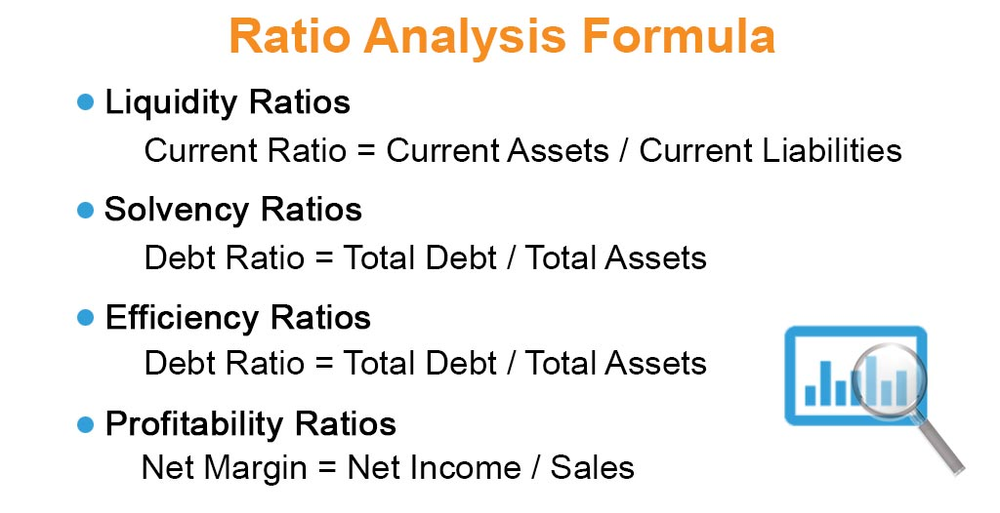 Ratio Analysis Formula
Liquidity Ratios
Current Ratio = Current Assets / Current Liabilities
Solvency Ratios
Debt Ratio = Total Debt / Total Assets
Efficiency Ratios
Debt Ratio = Total Debt / Total Assets
Profitability Ratios
Net Margin = Net Income / Sales